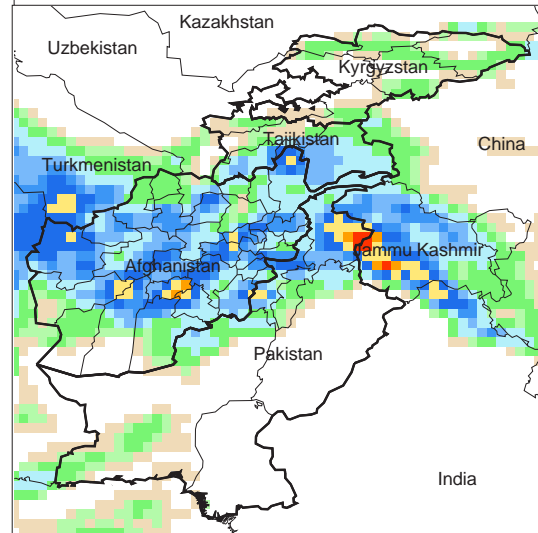 Kazakhstan
Uzbekistan
Kyrgyzstan
Tajikistan
China
Turkmenistan
Jammu Kashmir
Afghanistan
Pakistan
India